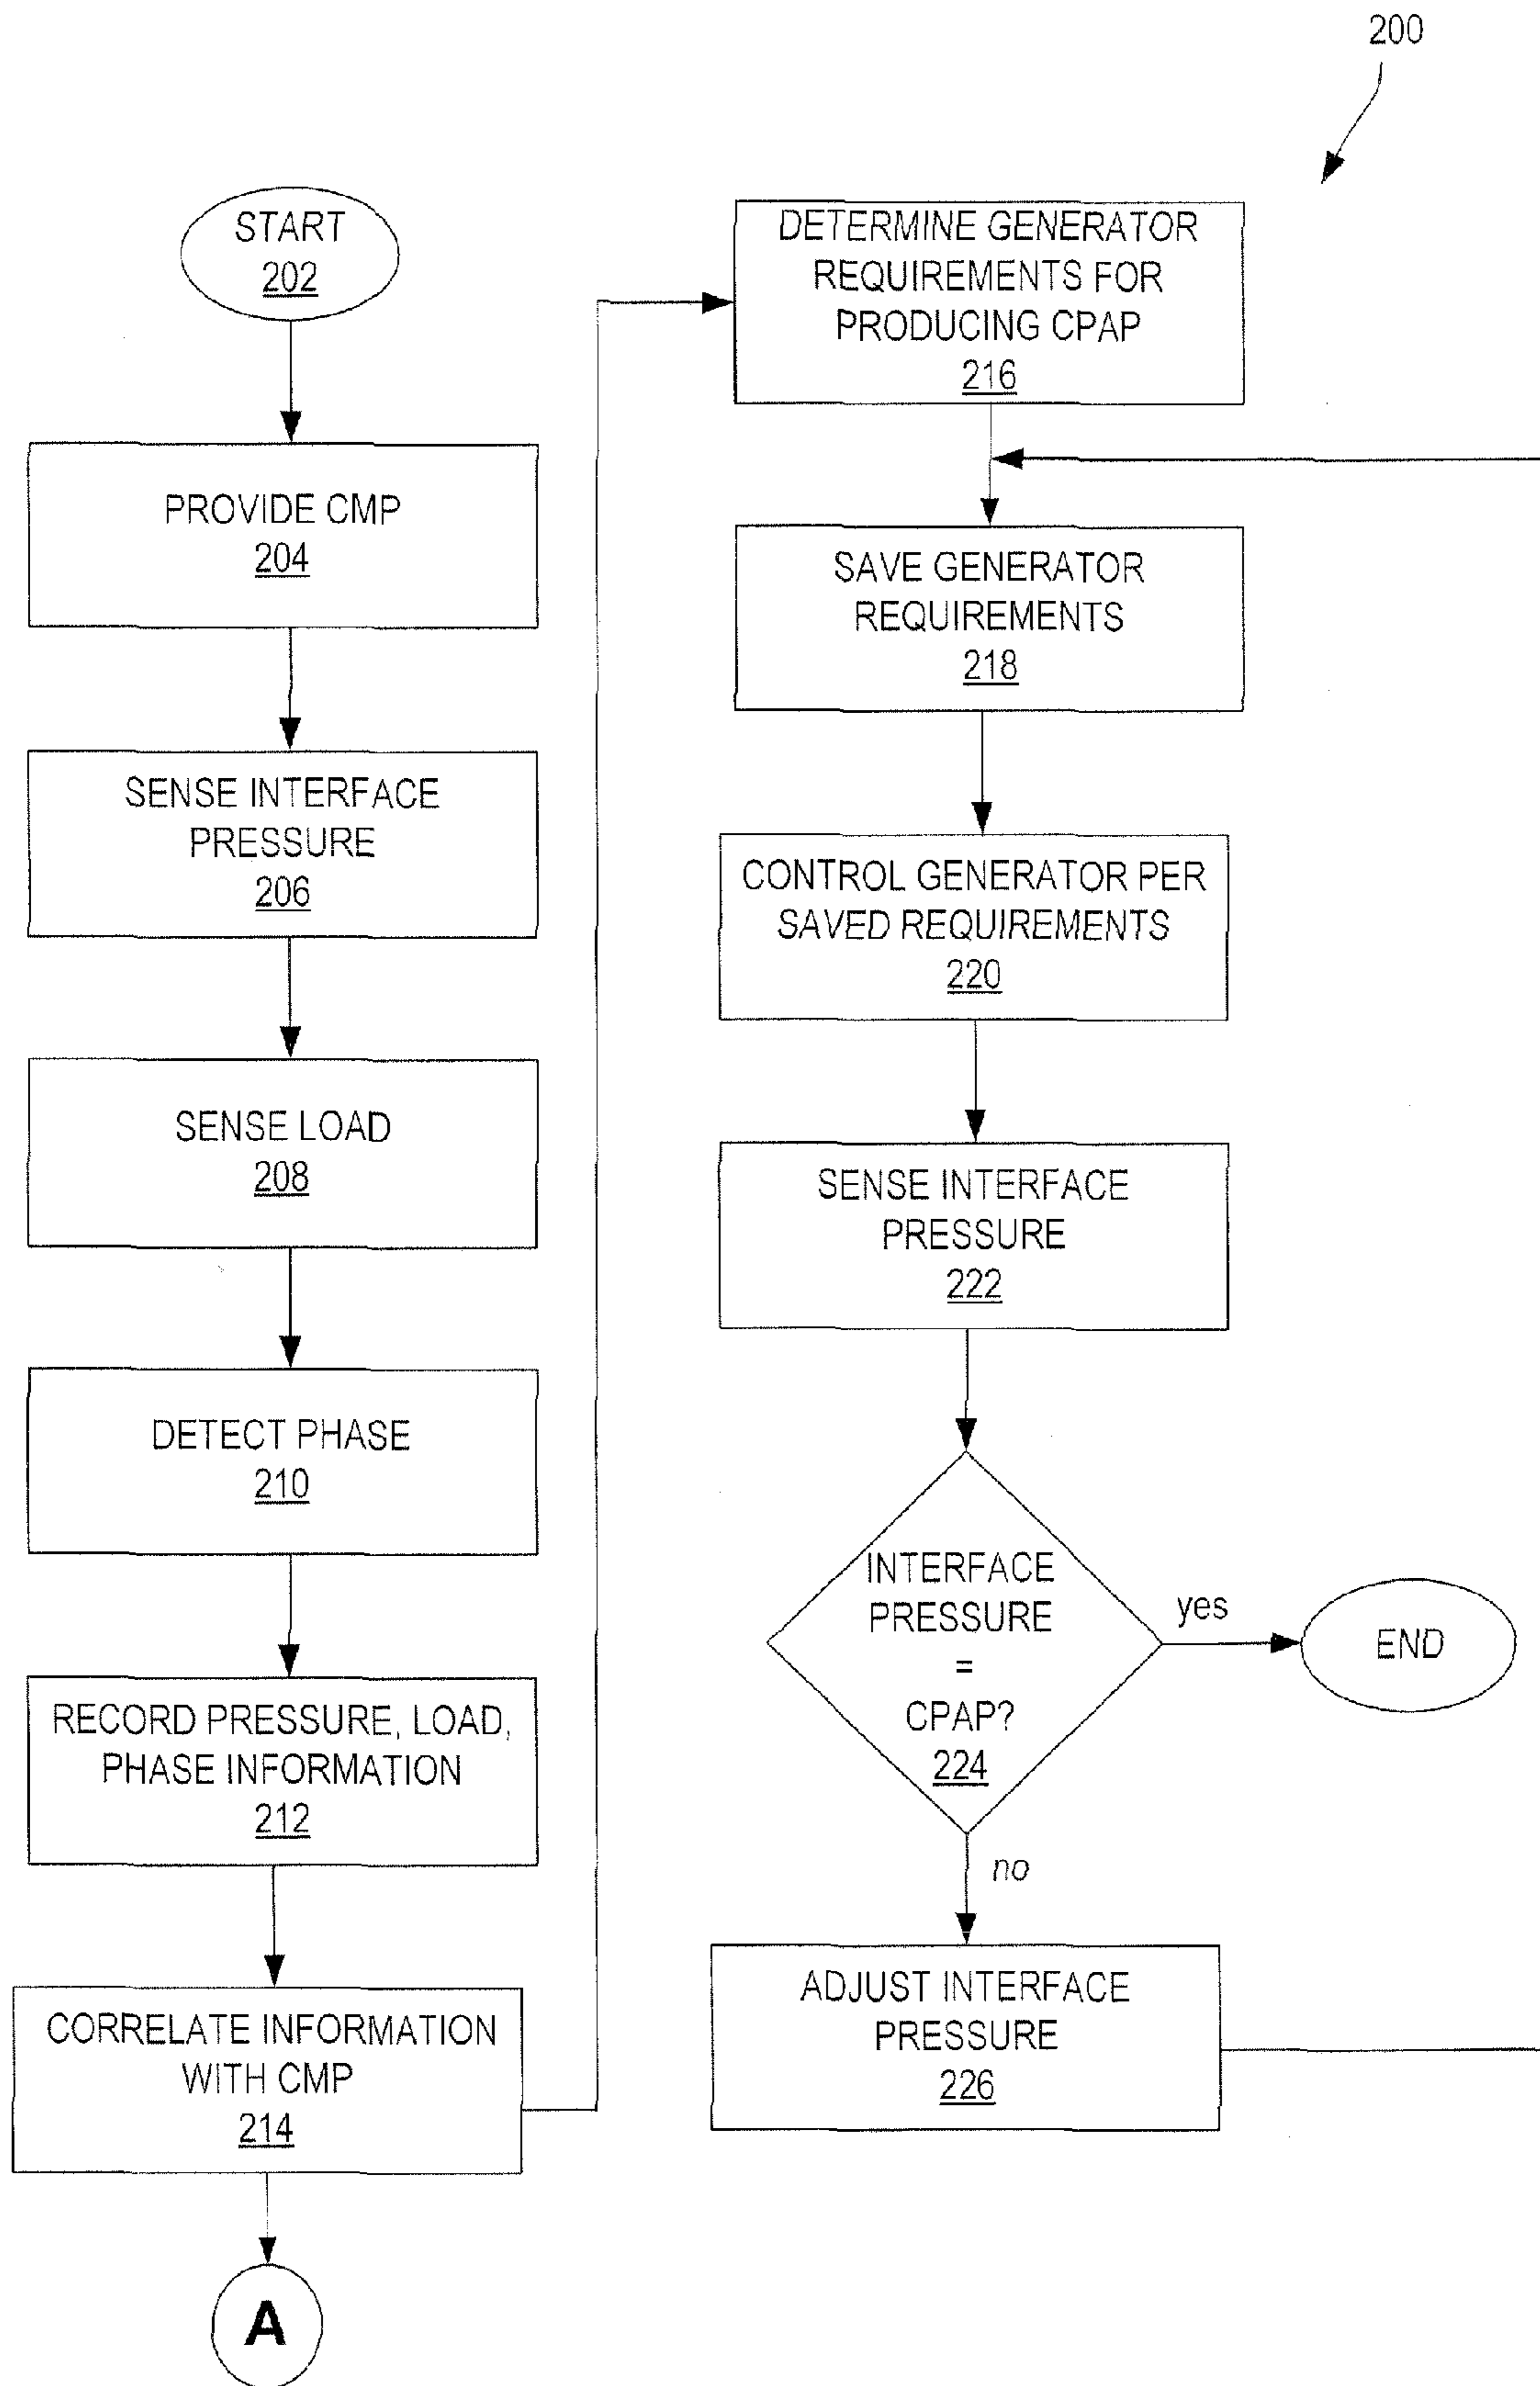 200
START
202
PROVIDE CMP
204
SENSE INTERFACE
PRESSURE
206
SENSE LOAD
208
DETECT PHASE
210
RECORD PRESSURE, LOAD,
PHASE INFORMATION
212
CORRELATE INFORMATION
WITH CMP
214
A
DETERMINE GENERATOR
REQUIREMENTS FOR
PRODUCING CPAP
216
SAVE GENERATOR
REQUIREMENTS
218
CONTROL GENERATOR PER
SAVED REQUIREMENTS
220
SENSE INTERFACE
PRESSURE
222
INTERFACE
PRESSURE
=
CPAP?
224
yes
END
no
ADJUST INTERFACE
PRESSURE
226